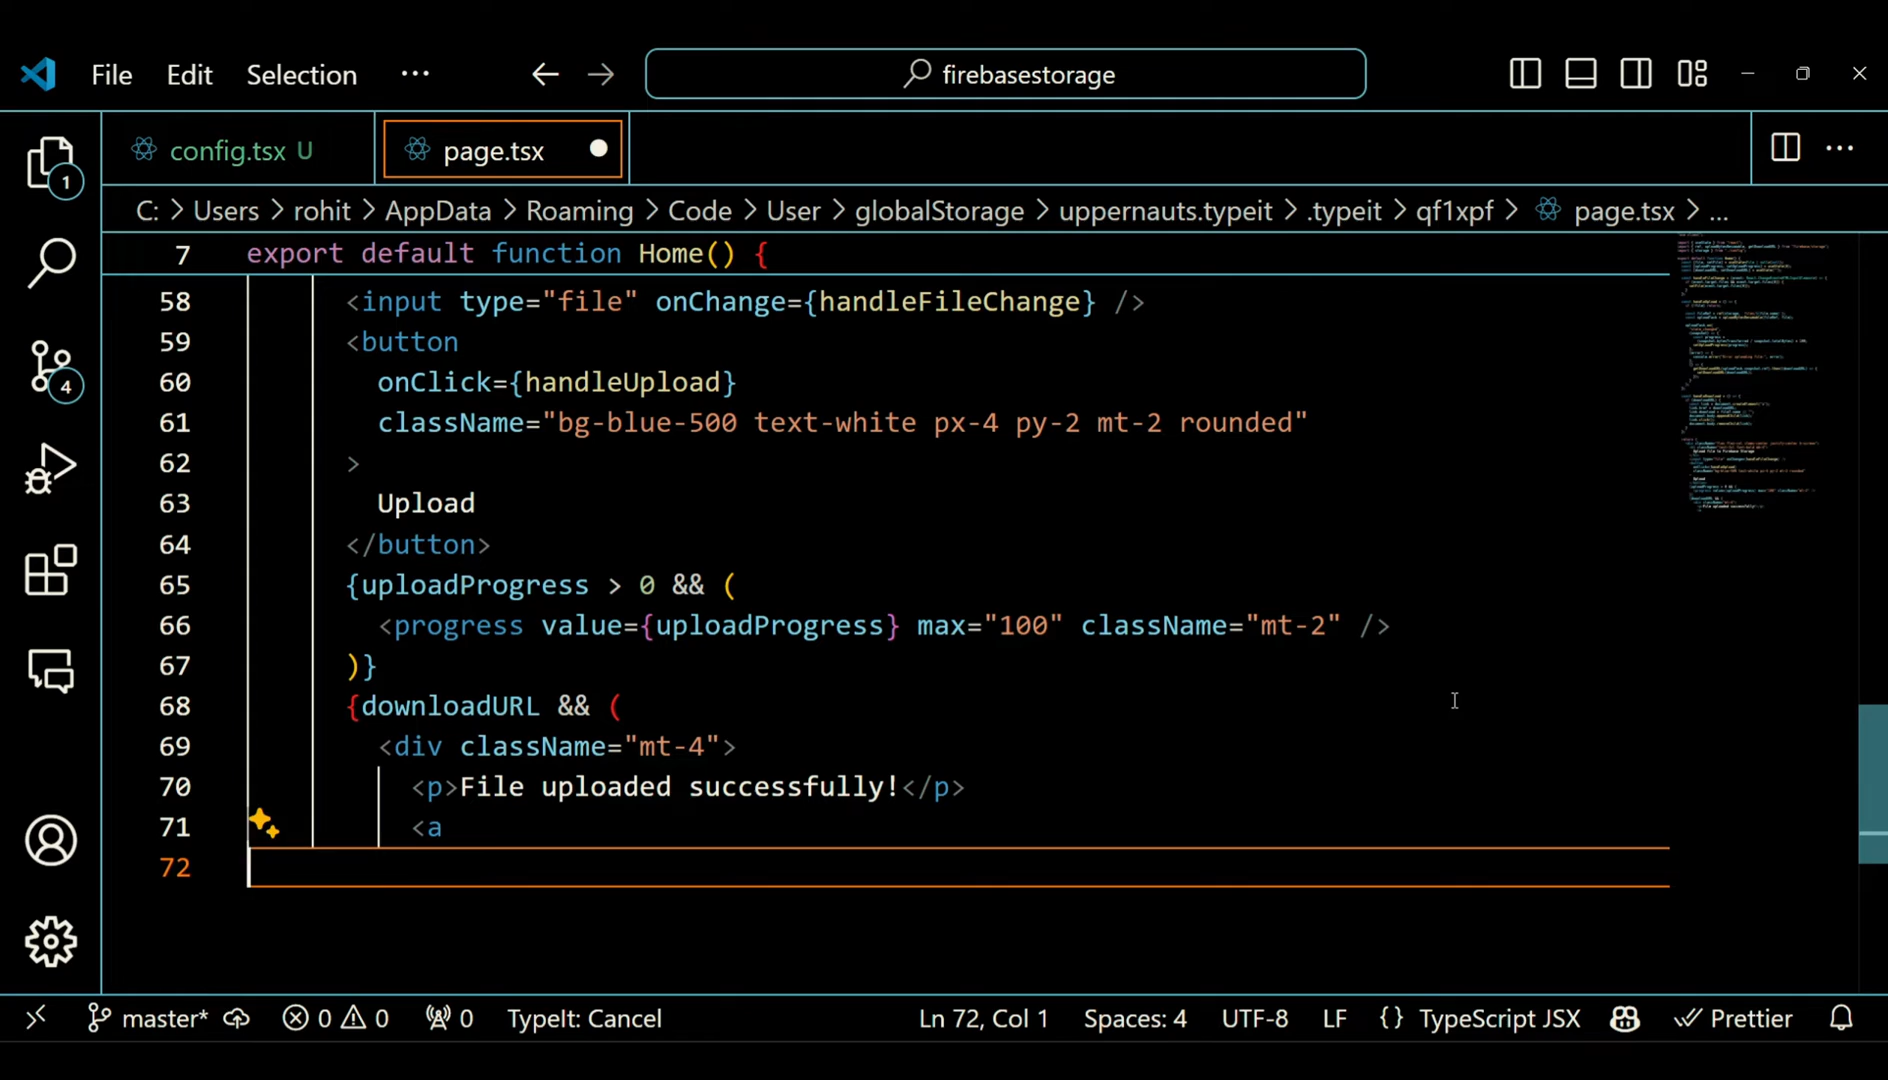 File Edit Selection ··· firebasestorage
config.tsx U page.tsx
C: > Users > rohit > AppData > Roaming > Code > User > globalStorage > uppernauts.typeit > .typeit > qf1xpf > page.tsx > ...
7 export default function Home() {
58 <input type="file" onChange={handleFileChange} />
59 <button
60 onClick={handleUpload}
61 className="bg-blue-500 text-white px-4 py-2 mt-2 rounded"
62 >
63 Upload
64 </button>
65 {uploadProgress > 0 && (
66 <progress value={uploadProgress} max="100" className="mt-2" />
67 )}
68 {downloadURL && (
69 <div className="mt-4">
70 <p>File uploaded successfully!</p>
71 <a
72
1
4
master* 0 0 0 TypeIt: Cancel Ln 72, Col 1 Spaces: 4 UTF-8 LF {} TypeScript JSX Prettier